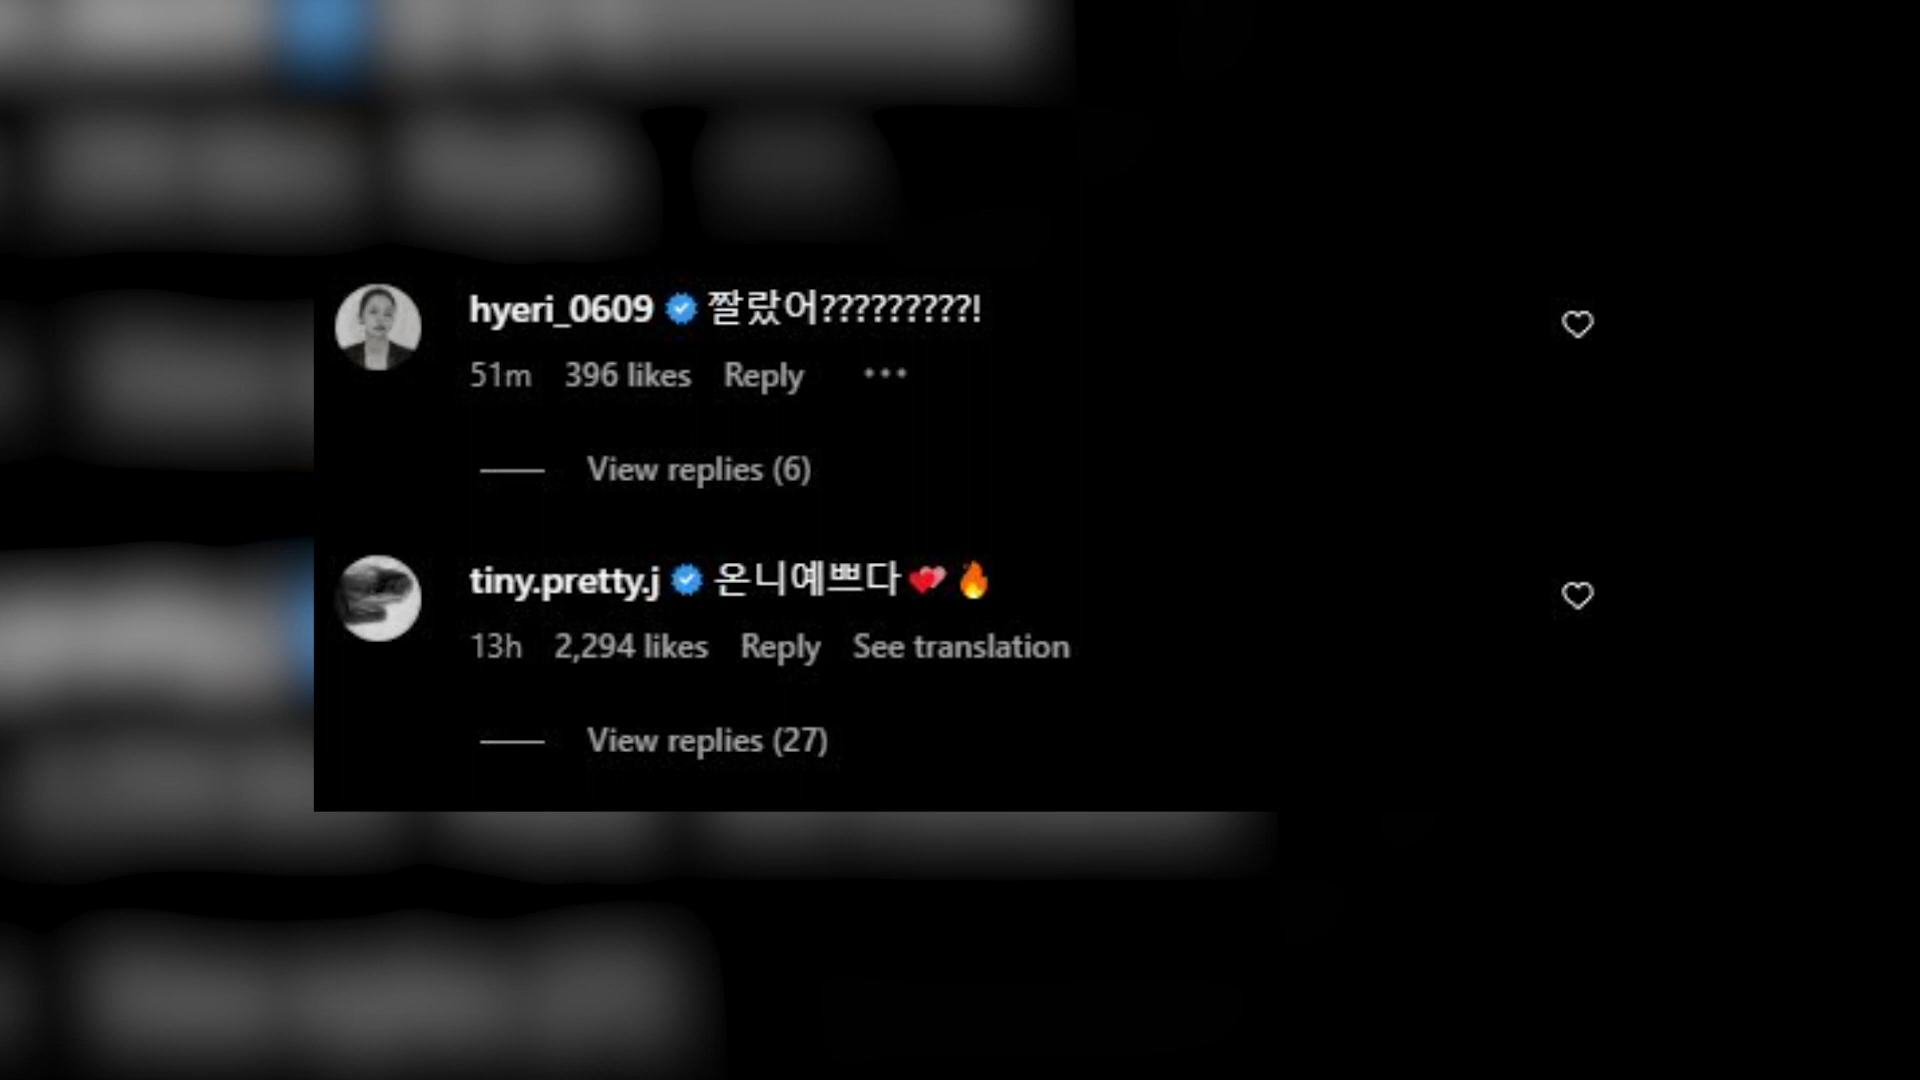 hyeri_0609 짤랐어?????????!
51m 396 likes Reply •••
View replies (6)
tiny.pretty.j 온니예쁘다💕🔥
13h 2,294 likes Reply See translation
View replies (27)